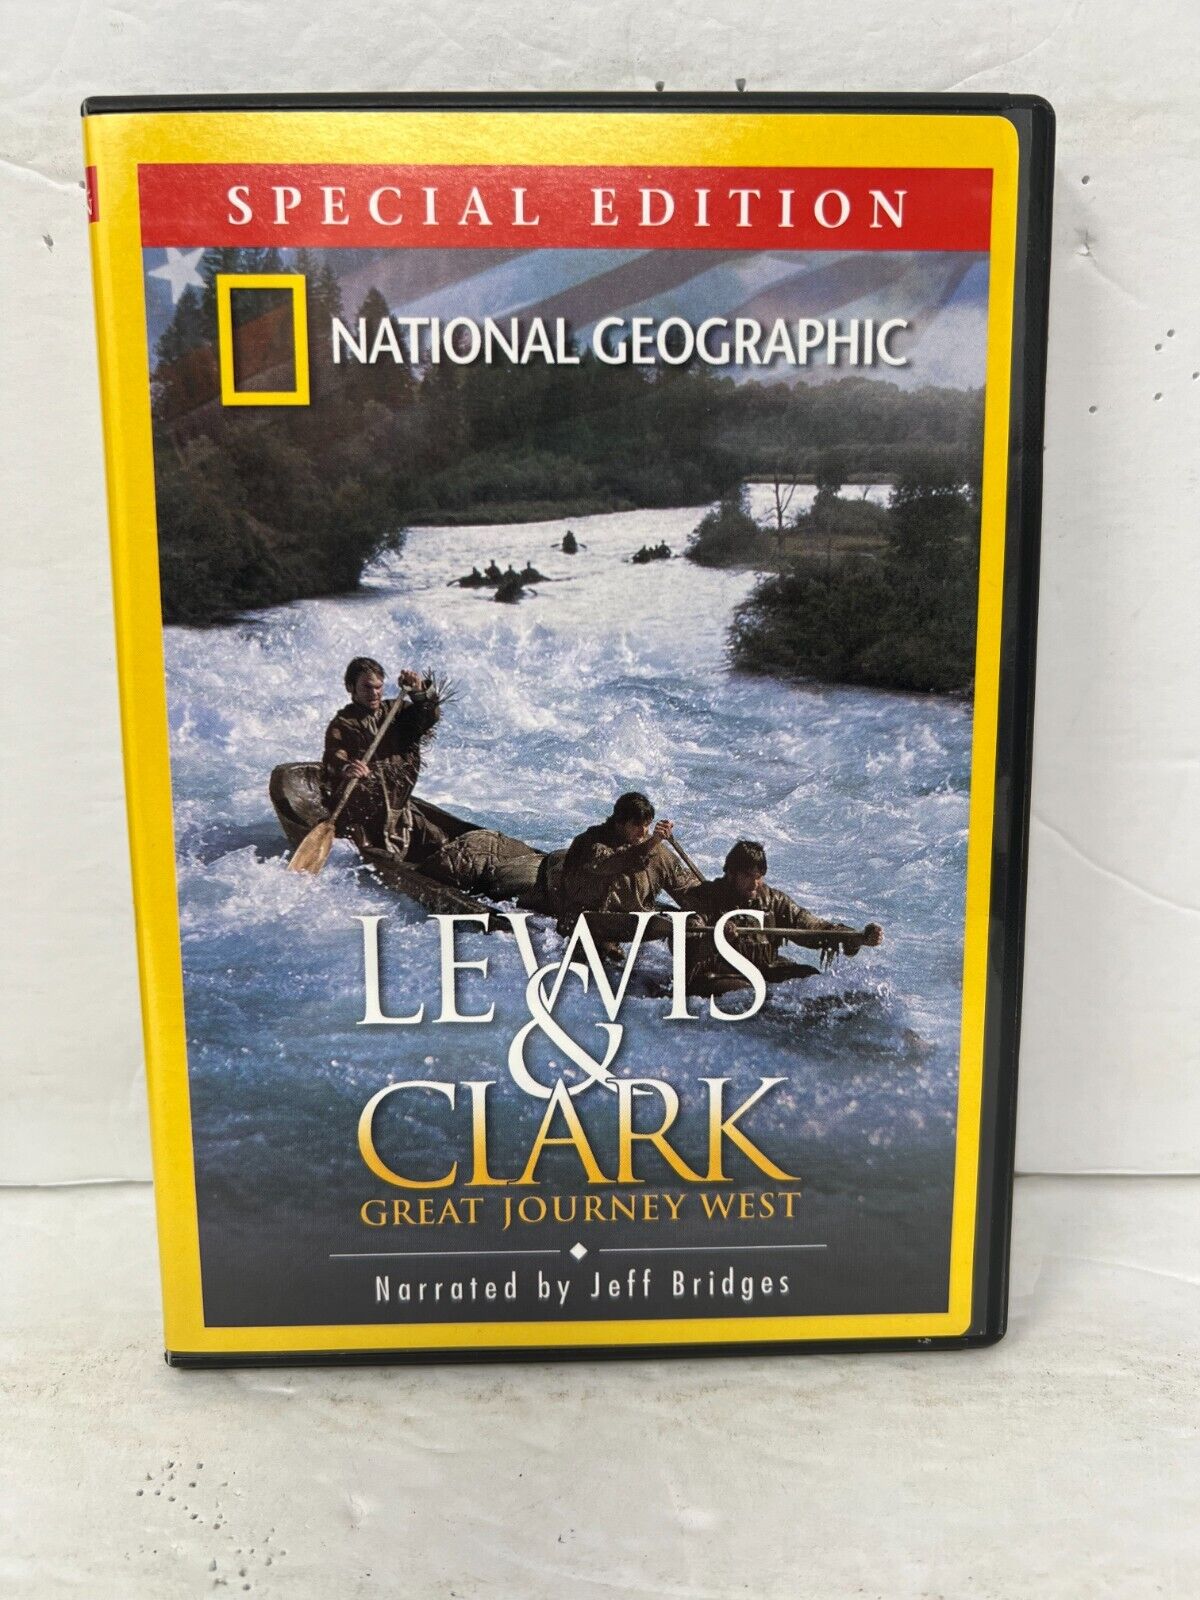 SPECIAL EDITION
NATIONAL GEOGRAPHIC
LEWIS
&
CLARK
GREAT JOURNEY WEST
Narrated by Jeff Bridges